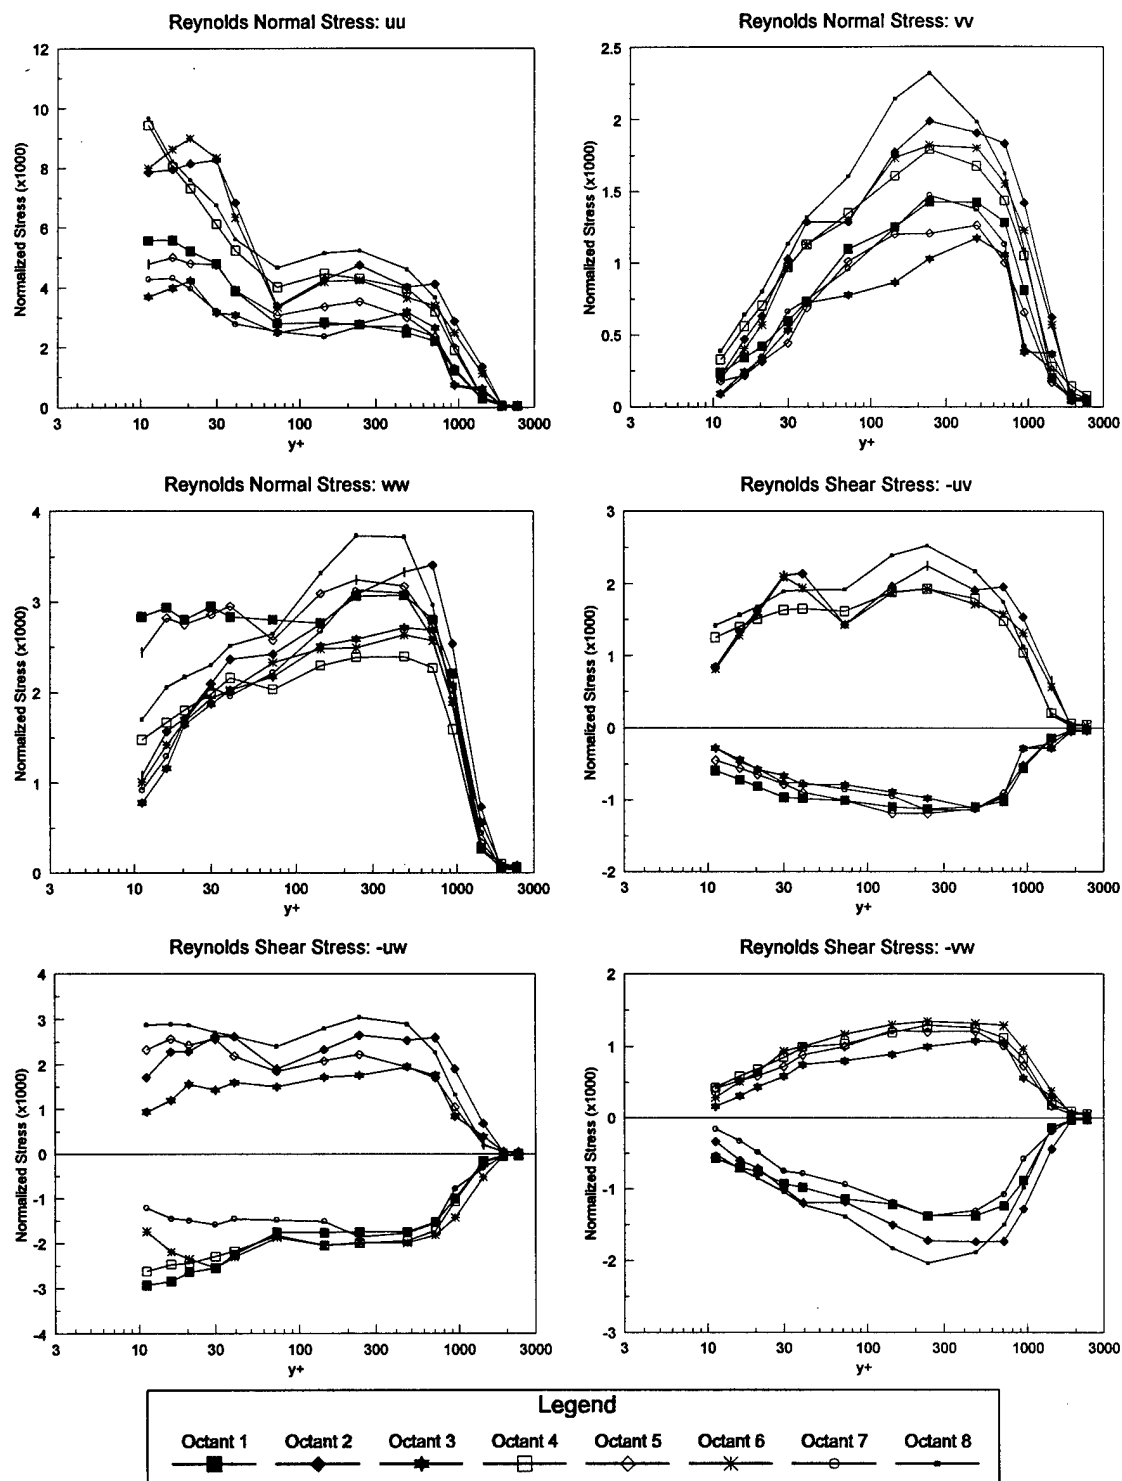 Reynolds Normal Stress: uu
Normalized Stress (x1000)
12
10
8
6
4
2
0
3 10 30 100 300 1000 3000
y+
Reynolds Normal Stress: vv
Normalized Stress (x1000)
2.5
2
1.5
1
0.5
0
3 10 30 100 300 1000 3000
y+
Reynolds Normal Stress: ww
Normalized Stress (x1000)
4
3
2
1
0
3 10 30 100 300 1000 3000
y+
Reynolds Shear Stress: -uv
Normalized Stress (x1000)
3
2
1
0
-1
-2
3 10 30 100 300 1000 3000
y+
Reynolds Shear Stress: -uw
Normalized Stress (x1000)
4
3
2
1
0
-1
-2
-3
-4
3 10 30 100 300 1000 3000
y+
Reynolds Shear Stress: -vw
Normalized Stress (x1000)
2
1
0
-1
-2
-3
3 10 30 100 300 1000 3000
y+
Legend
Octant 1 Octant 2 Octant 3 Octant 4 Octant 5 Octant 6 Octant 7 Octant 8